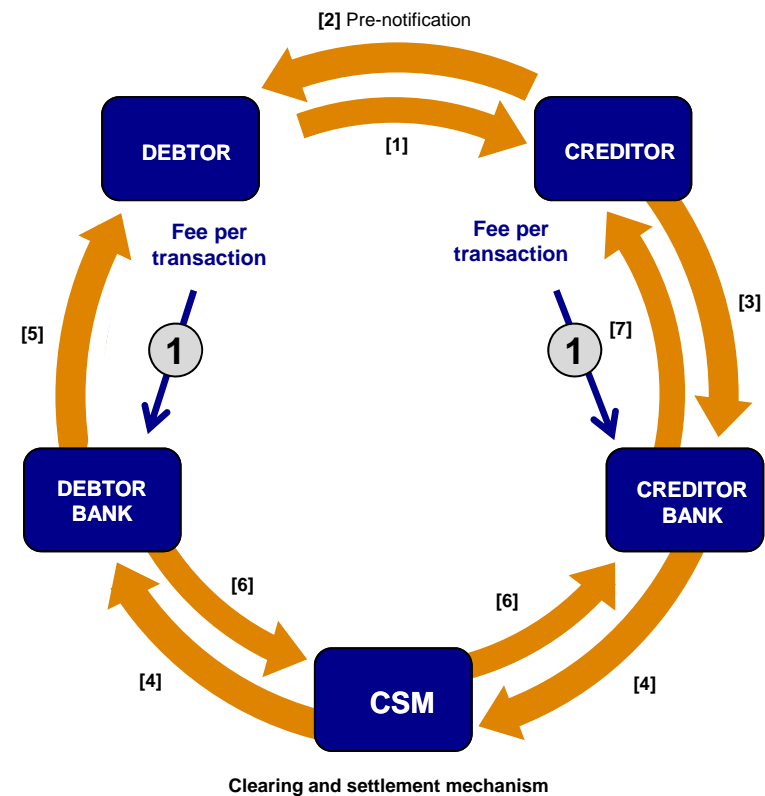 [2] Pre-notification
DEBTOR
[1]
CREDITOR
Fee per
transaction
Fee per
transaction
[3]
[5]
1
1
[7]
DEBTOR
BANK
CREDITOR
BANK
[6]
[6]
[4]
CSM
[4]
Clearing and settlement mechanism